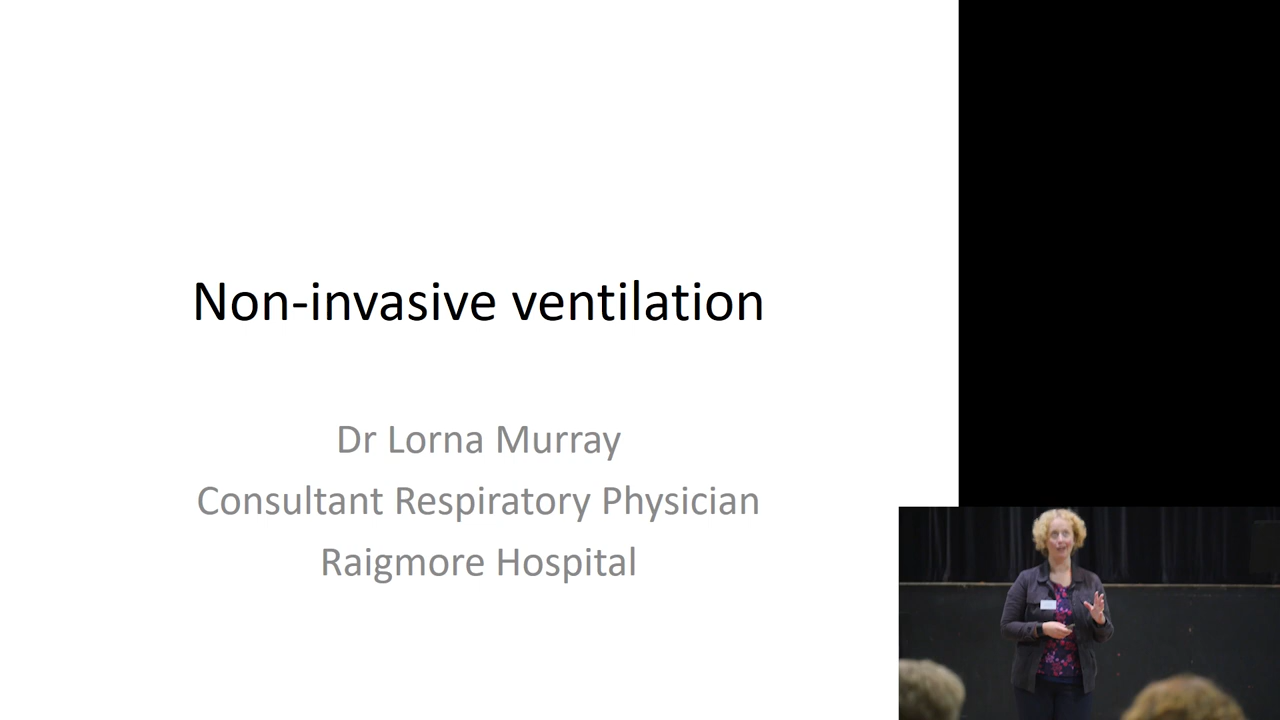 Non-invasive ventilation
Dr Lorna Murray
Consultant Respiratory Physician
Raigmore Hospital